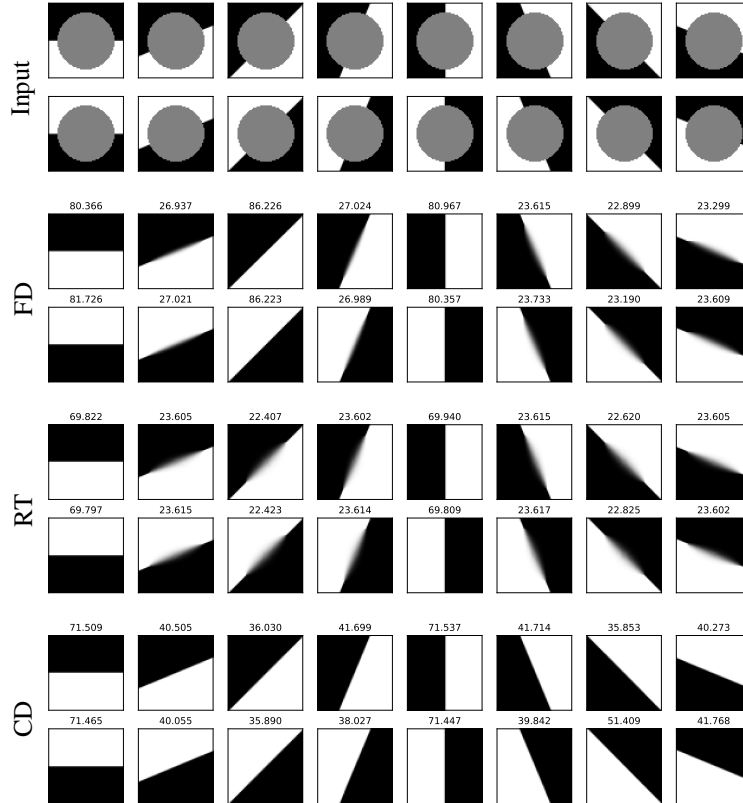 Input
FD
80.366 26.937 86.226 27.024 80.967 23.615 22.899 23.299
81.726 27.021 86.223 26.989 80.357 23.733 23.190 23.609
RT
69.822 23.605 22.407 23.602 69.940 23.615 22.620 23.605
69.797 23.615 22.423 23.614 69.809 23.617 22.825 23.602
CD
71.509 40.505 36.030 41.699 71.537 41.714 35.853 40.273
71.465 40.055 35.890 38.027 71.447 39.842 51.409 41.768